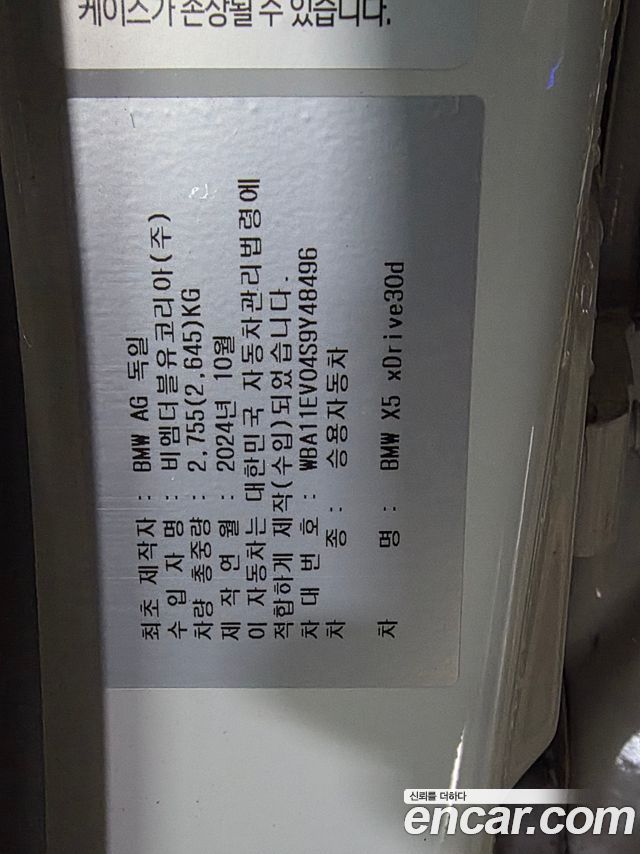 케이스가 손상될 수 있습니다.
최초 제작자 : BMW AG 독일
수 입 자 명 : 비엠더블유코리아(주)
차량 총중량 : 2,755(2,645)KG
제 작 연 월 : 2024년 10월
이 자동차는 대한민국 자동차관리법령에
적합하게 제작(수입)되었습니다.
차 대 번 호 : WBA11EV04S9Y48496
차 종 : 승용자동차
차 명 : BMW X5 xDrive30d
신뢰를 더하다
encar.com